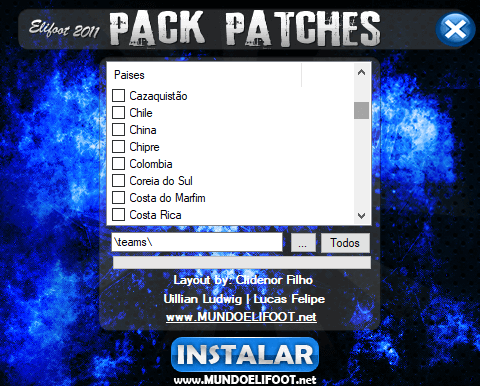 Elifoot 2011 PACK PATCHES
Paises
Cazaquistão
Chile
China
Chipre
Colombia
Coreia do Sul
Costa do Marfim
Costa Rica
\teams\ ... Todos
Layout by: Clidenor Filho
Uillian Ludwig | Lucas Felipe
www.MUNDOELIFOOT.net
INSTALAR
www.MUNDOELIFOOT.net